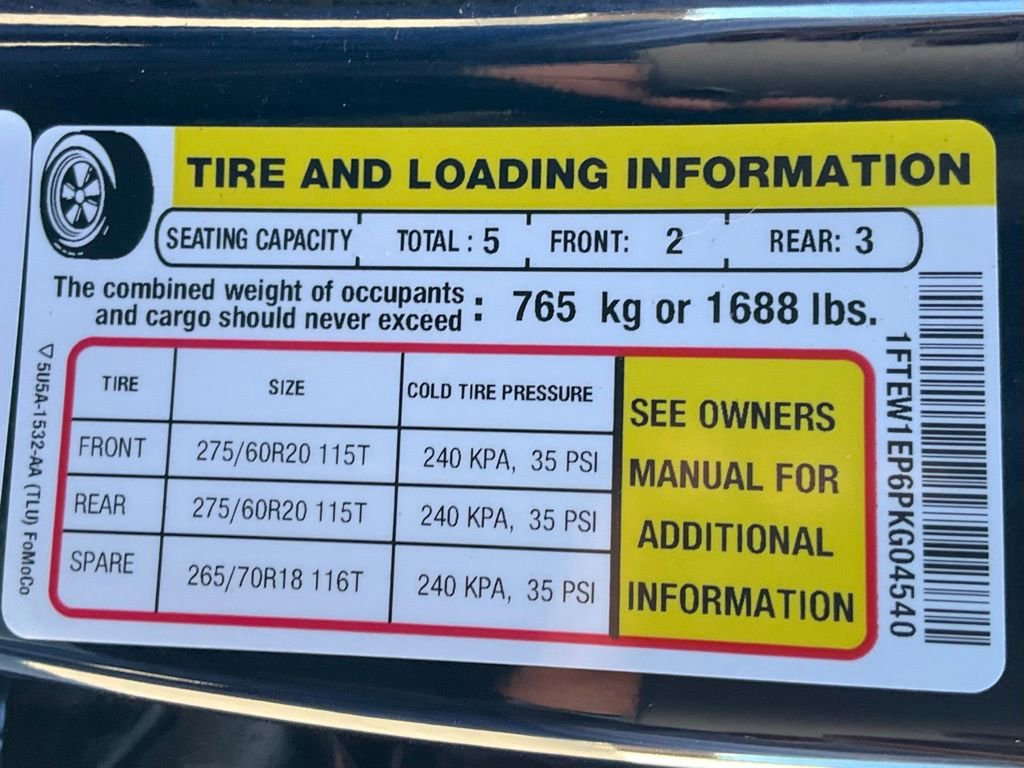 TIRE AND LOADING INFORMATION
SEATING CAPACITY TOTAL : 5 FRONT: 2 REAR: 3
The combined weight of occupants
and cargo should never exceed : 765 kg or 1688 lbs.
TIRE SIZE COLD TIRE PRESSURE
FRONT 275/60R20 115T 240 KPA, 35 PSI
REAR 275/60R20 115T 240 KPA, 35 PSI
SPARE 265/70R18 116T 240 KPA, 35 PSI
SEE OWNERS
MANUAL FOR
ADDITIONAL
INFORMATION
1FTEW1EP6PKG04540
▽5U5A-1532-AA (TLU) FoMoCo